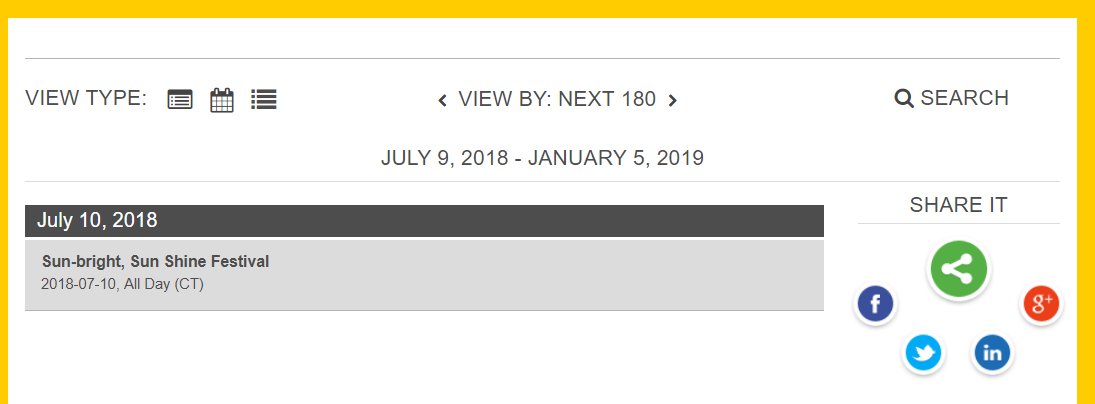 VIEW TYPE:
VIEW BY: NEXT 180
SEARCH
JULY 9, 2018 - JANUARY 5, 2019
SHARE IT
July 10, 2018
Sun-bright, Sun Shine Festival
2018-07-10, All Day (CT)
f
g+
in